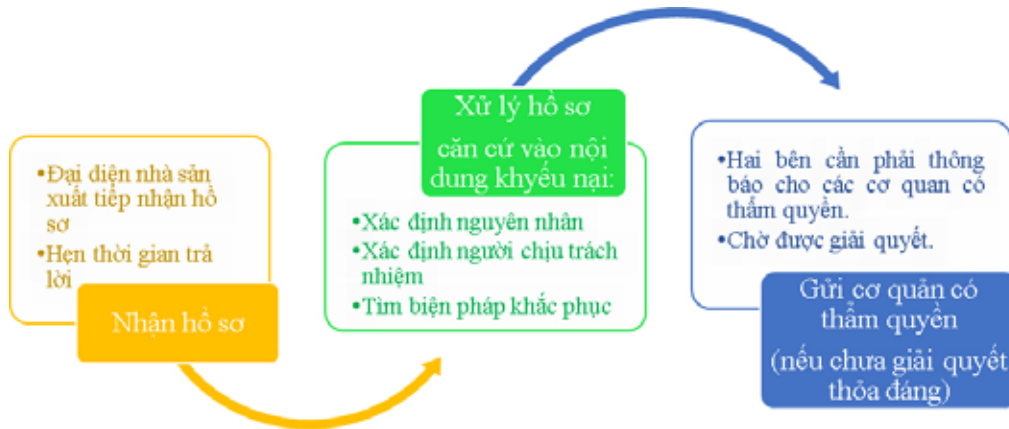 •Đại diện nhà sản
xuất tiếp nhận hồ
sơ
•Hẹn thời gian trả
lời
Nhận hồ sơ
Xử lý hồ sơ
căn cứ vào nội
dung khyếu nại:
•Xác định nguyên nhân
•Xác định người chịu trách
nhiệm
•Tìm biện pháp khắc phục
•Hai bên cần phải thông
báo cho các cơ quan có
thẩm quyền.
•Chờ được giải quyết.
Gửi cơ quản có
thẩm quyền
(nếu chưa giải quyết
thỏa đáng)